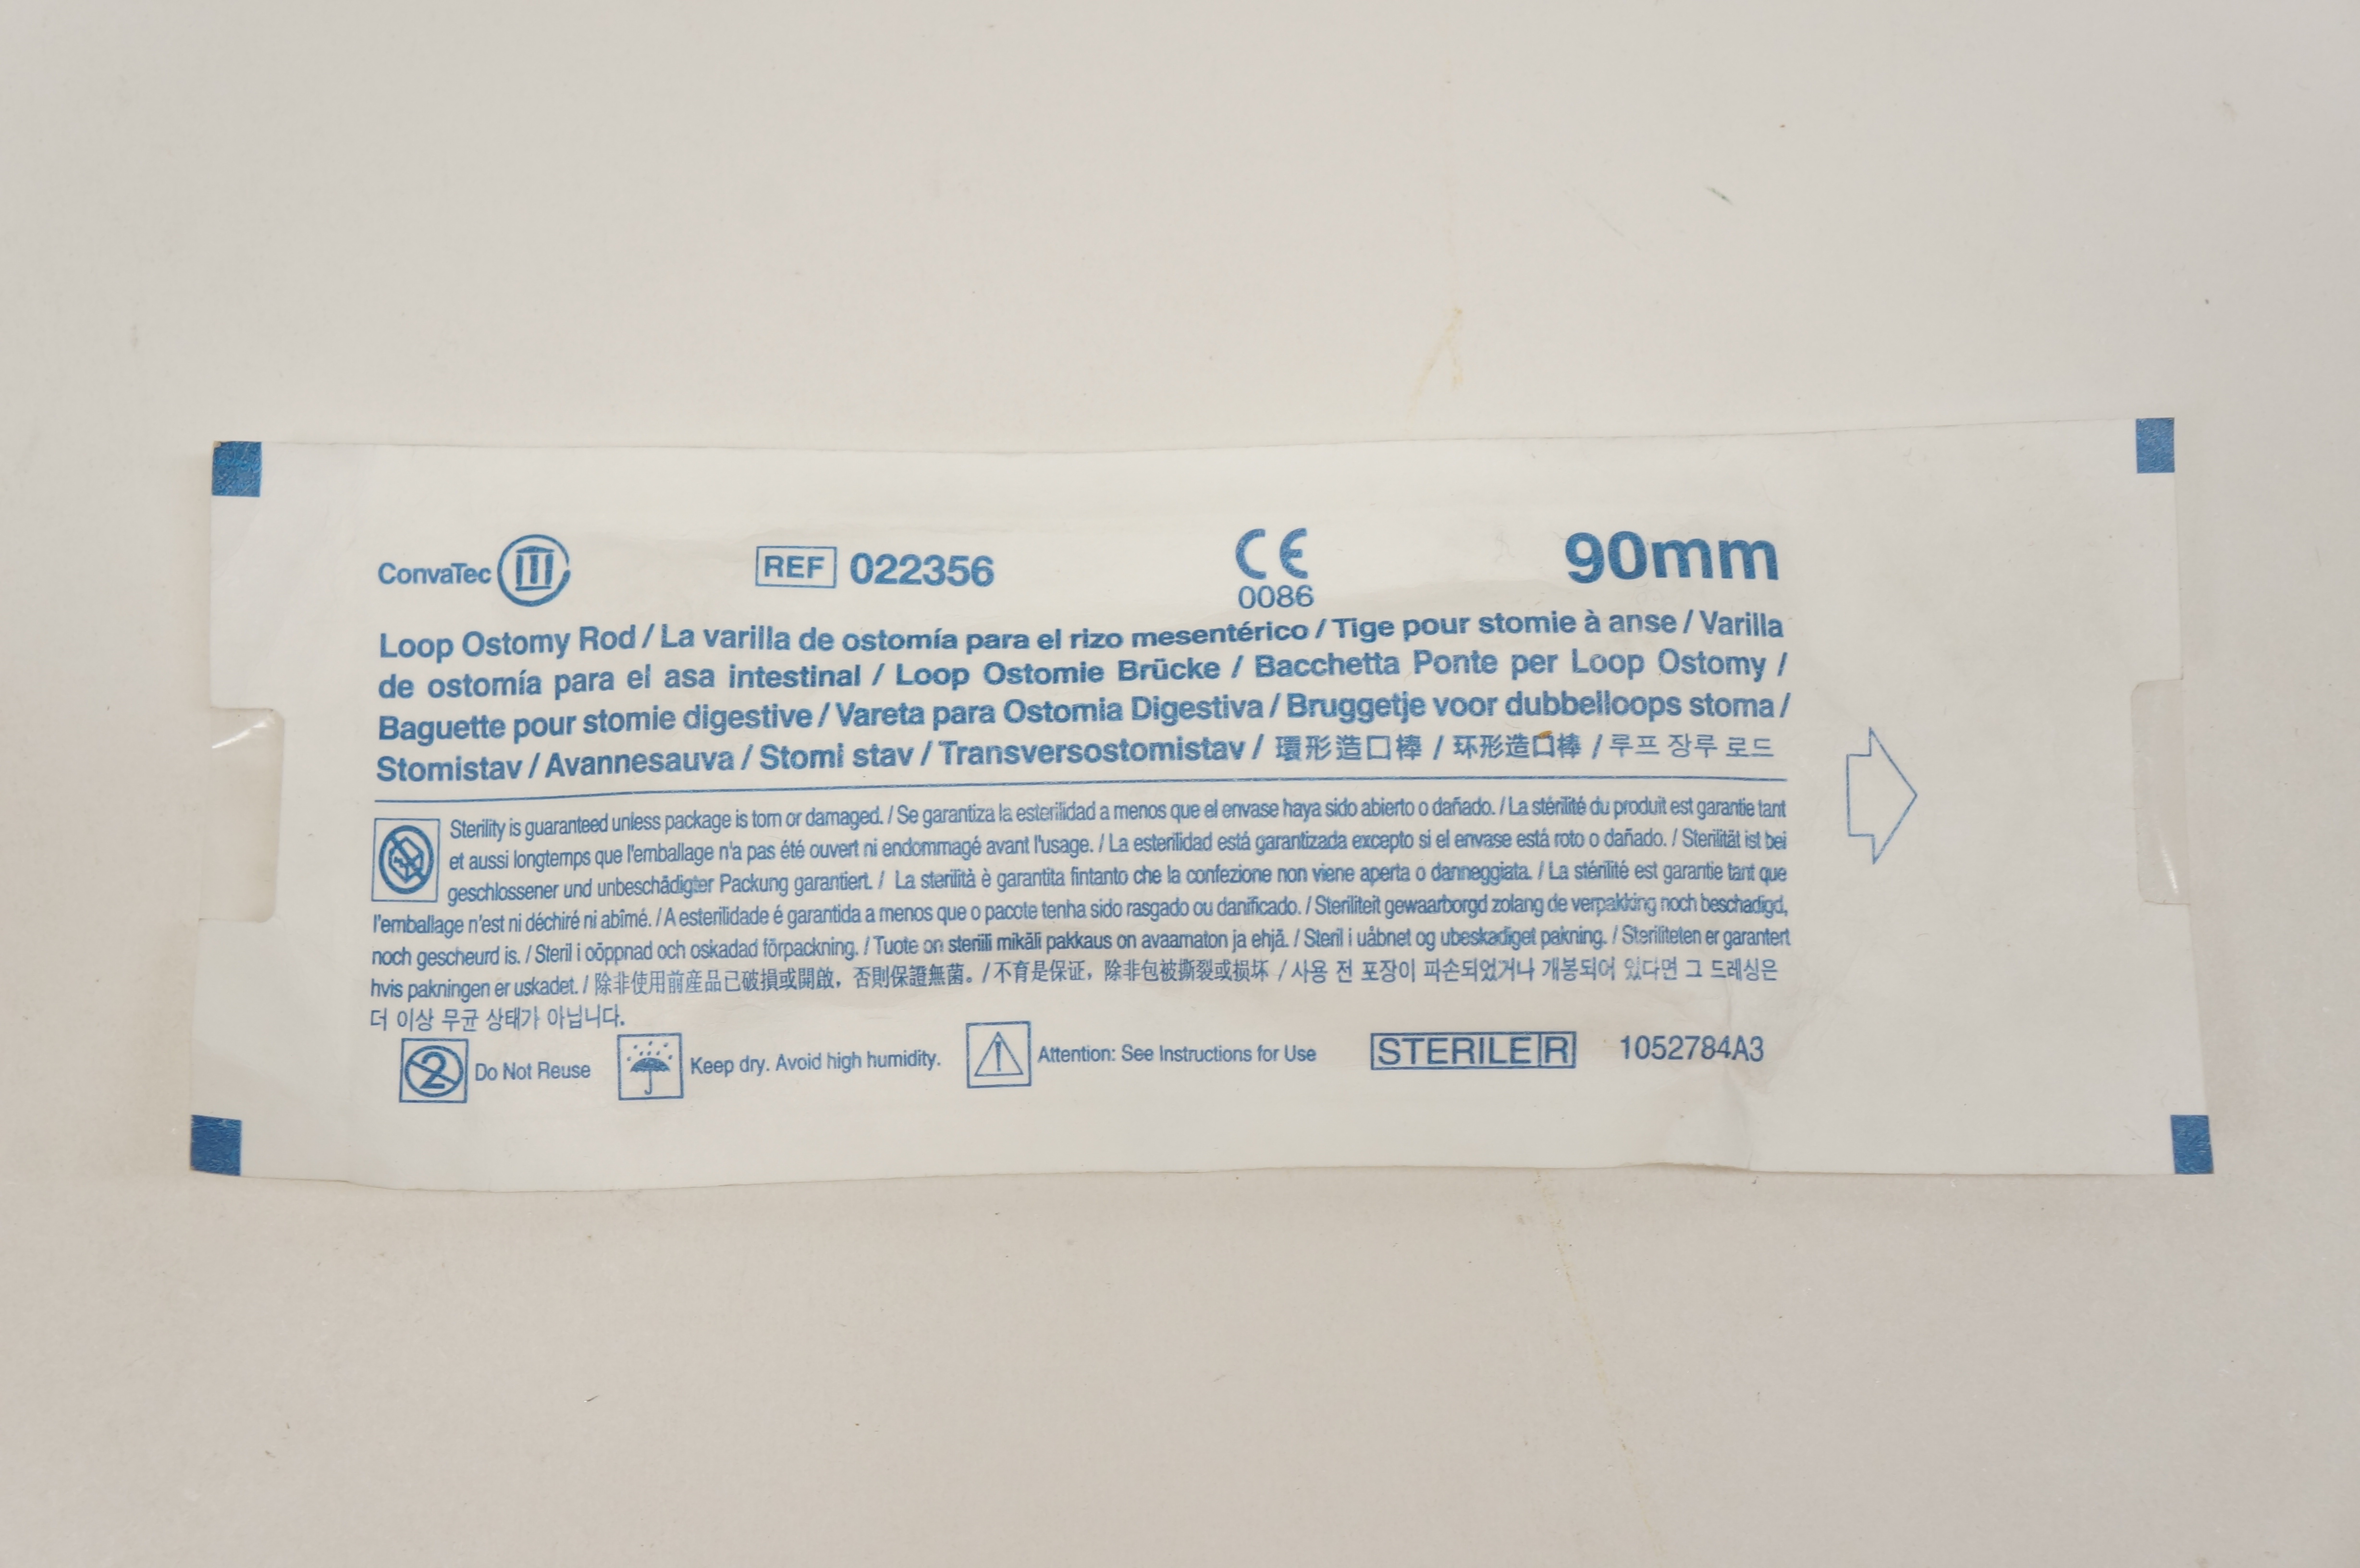 ConvaTec REF 022356 CE 0086 90mm
Loop Ostomy Rod / La varilla de ostomía para el rizo mesentérico / Tige pour stomie à anse / Varilla
de ostomía para el asa intestinal / Loop Ostomie Brücke / Bacchetta Ponte per Loop Ostomy /
Baguette pour stomie digestive / Vareta para Ostomia Digestiva / Bruggetje voor dubbelloops stoma /
Stomistav / Avannesauva / Stomi stav / Transversostomistav / 環形造口棒 / 环形造口棒 / 루프 장루 로드
Sterility is guaranteed unless package is torn or damaged. / Se garantiza la esterilidad a menos que el envase haya sido abierto o dañado. / La stérilité du produit est garantie tant
et aussi longtemps que l'emballage n'a pas été ouvert ni endommagé avant l'usage. / La esterilidad está garantizada excepto si el envase está roto o dañado. / Sterilität ist bei
geschlossener und unbeschädigter Packung garantiert. / La sterilità è garantita fintanto che la confezione non viene aperta o danneggiata. / La stérilité est garantie tant que
l'emballage n'est ni déchiré ni abîmé. / A esterilidade é garantida a menos que o pacote tenha sido rasgado ou danificado. / Steriliteit gewaarborgd zolang de verpakking noch beschadigd,
noch gescheurd is. / Steril i oöppnad och oskadad förpackning. / Tuote on steriili mikäli pakkaus on avaamaton ja ehjä. / Steril i uåbnet og ubeskadiget pakning. / Steriliteten er garantert
hvis pakningen er uskadet. / 除非使用前産品已破損或開啟，否則保證無菌。/ 不育是保证，除非包被撕裂或损坏 / 사용 전 포장이 파손되었거나 개봉되어 있다면 그 드레싱은
더 이상 무균 상태가 아닙니다.
2 Do Not Reuse Keep dry. Avoid high humidity. Attention: See Instructions for Use STERILE R 1052784A3